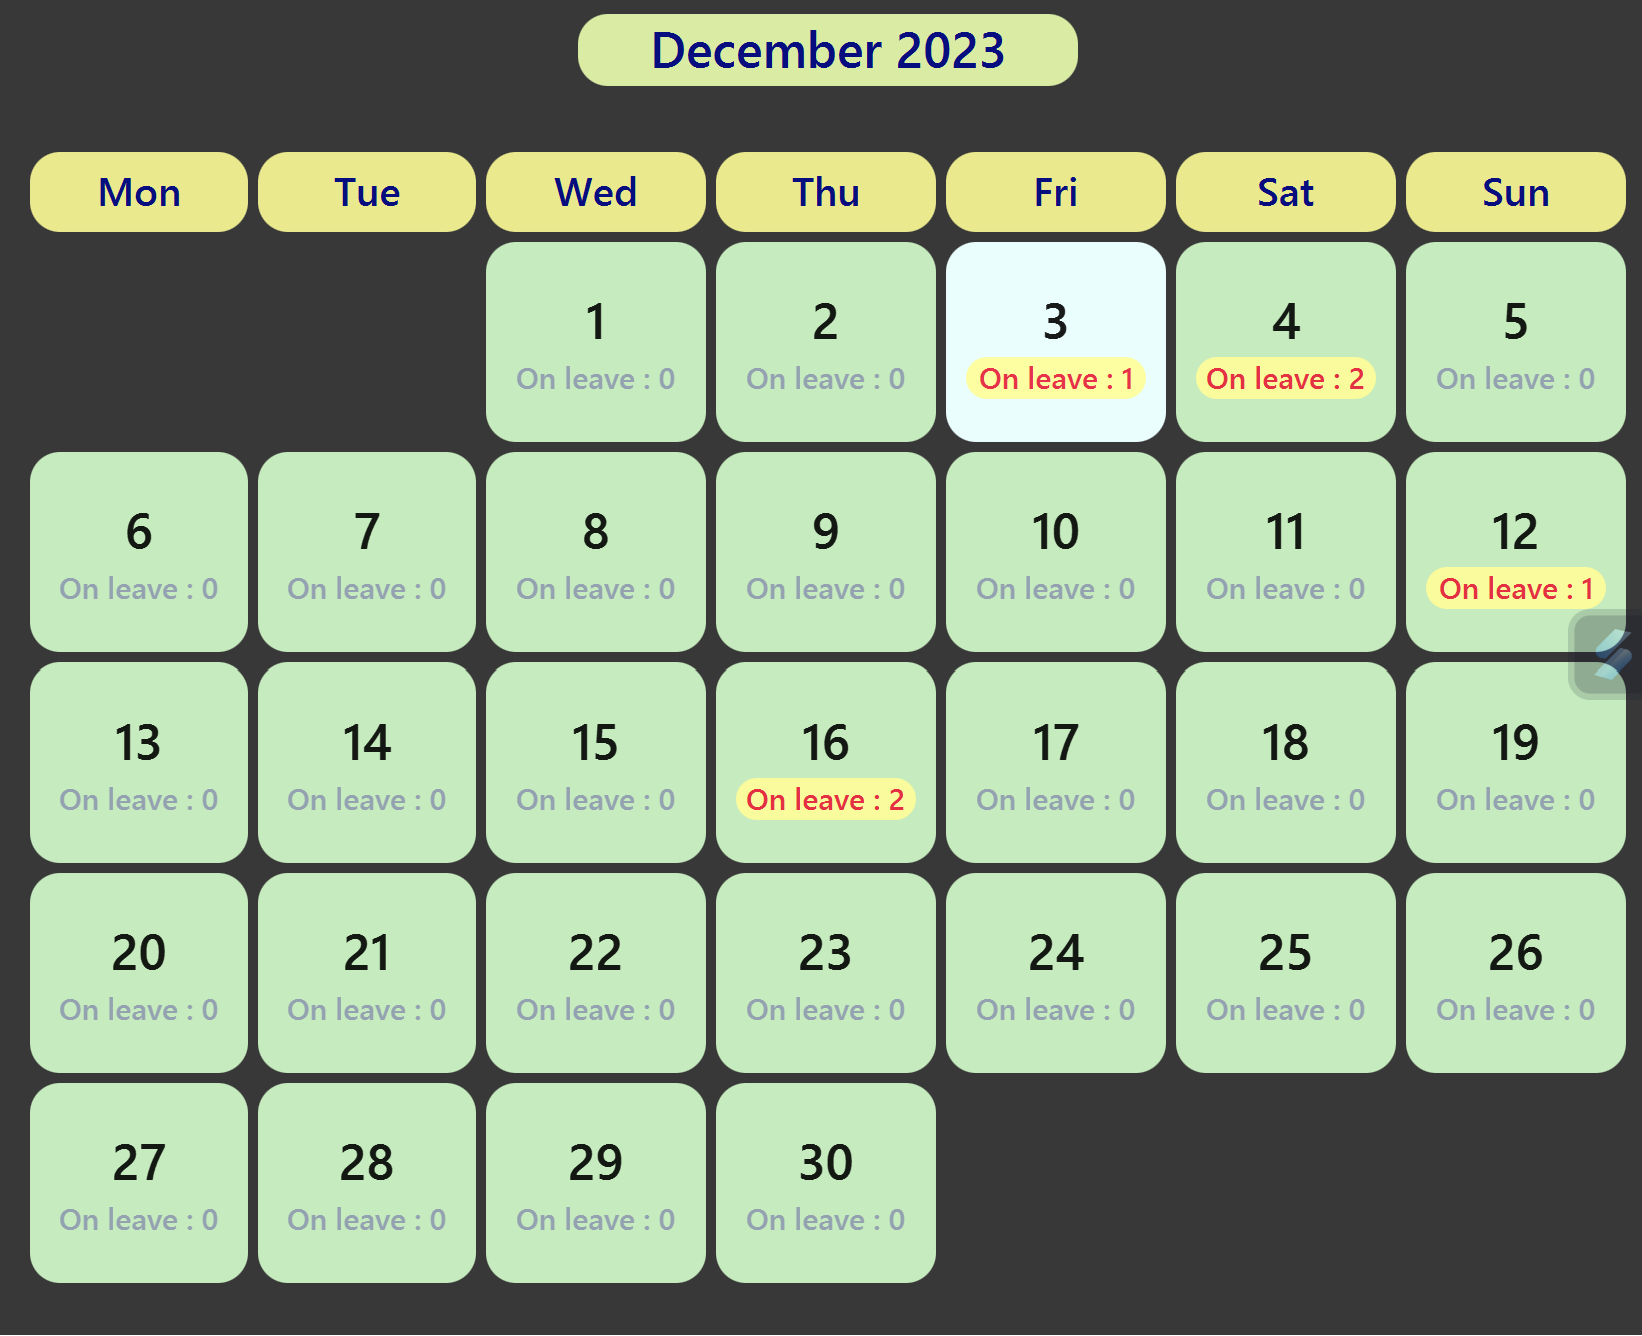 December 2023
Mon Tue Wed Thu Fri Sat Sun
1 2 3 4 5
On leave : 0 On leave : 0 On leave : 1 On leave : 2 On leave : 0
6 7 8 9 10 11 12
On leave : 0 On leave : 0 On leave : 0 On leave : 0 On leave : 0 On leave : 0 On leave : 1
13 14 15 16 17 18 19
On leave : 0 On leave : 0 On leave : 0 On leave : 2 On leave : 0 On leave : 0 On leave : 0
20 21 22 23 24 25 26
On leave : 0 On leave : 0 On leave : 0 On leave : 0 On leave : 0 On leave : 0 On leave : 0
27 28 29 30
On leave : 0 On leave : 0 On leave : 0 On leave : 0